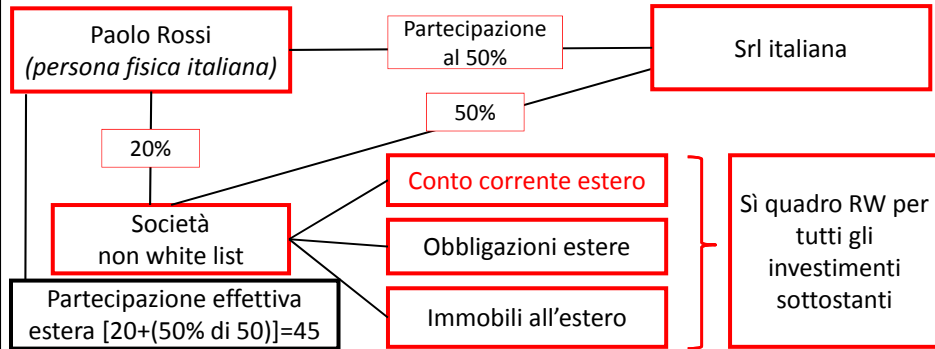 Paolo Rossi
(persona fisica italiana)
Partecipazione
al 50%
Srl italiana
50%
20%
Società
non white list
Conto corrente estero
Obbligazioni estere
Immobili all'estero
Sì quadro RW per
tutti gli
investimenti
sottostanti
Partecipazione effettiva
estera [20+(50% di 50)]=45